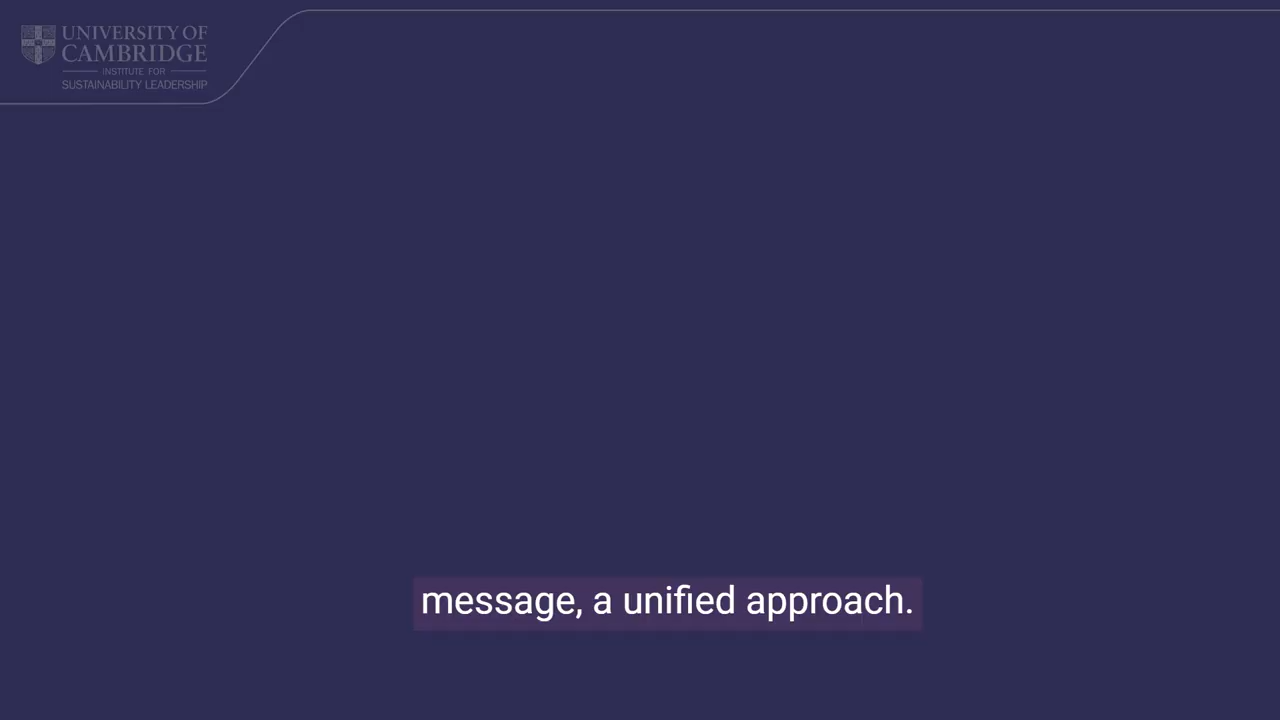 UNIVERSITY OF
CAMBRIDGE
INSTITUTE FOR
SUSTAINABILITY LEADERSHIP
message, a unified approach.